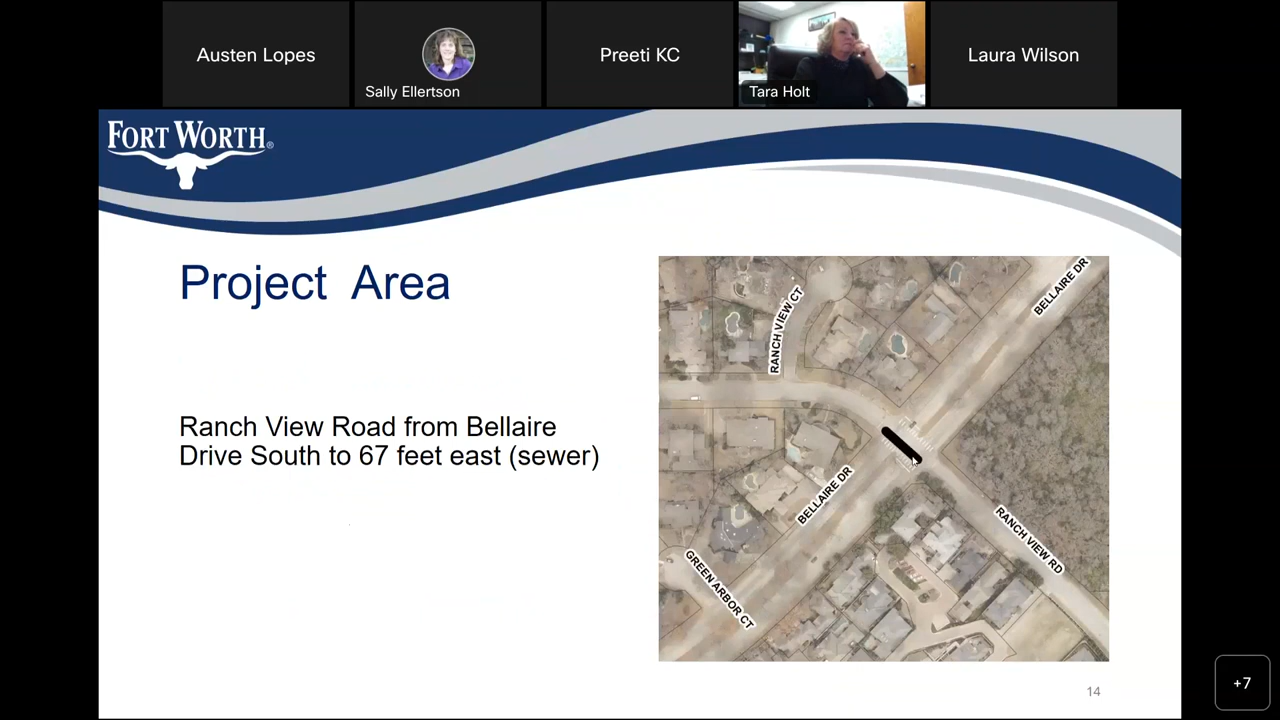 Austen Lopes
Sally Ellertson
Preeti KC
Tara Holt
Laura Wilson
FORT WORTH®
Project Area
Ranch View Road from Bellaire
Drive South to 67 feet east (sewer)
RANCH VIEW CT
BELLAIRE DR
BELLAIRE DR
RANCH VIEW RD
GREEN ARBOR CT
14
+7